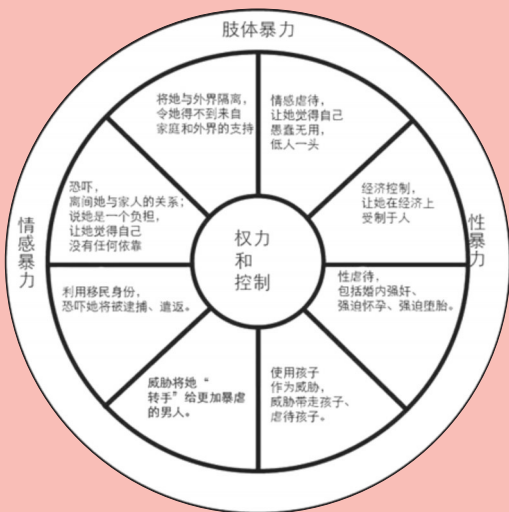 肢体暴力
将她与外界隔离，
令她得不到来自
家庭和外界的支持
情感虐待，
让她觉得自己
愚蠢无用，
低人一头
恐吓，
离间她与家人的关系；
说她是一个负担，
让她觉得自己
没有任何依靠
经济控制，
让她在经济上
受制于人
情感暴力
权力
和
控制
性暴力
利用移民身份，
恐吓她将被逮捕、遣返。
性虐待，
包括婚内强奸、
强迫怀孕、强迫堕胎。
威胁将她“
转手”给更加暴虐
的男人。
使用孩子
作为威胁，
威胁带走孩子、
虐待孩子。